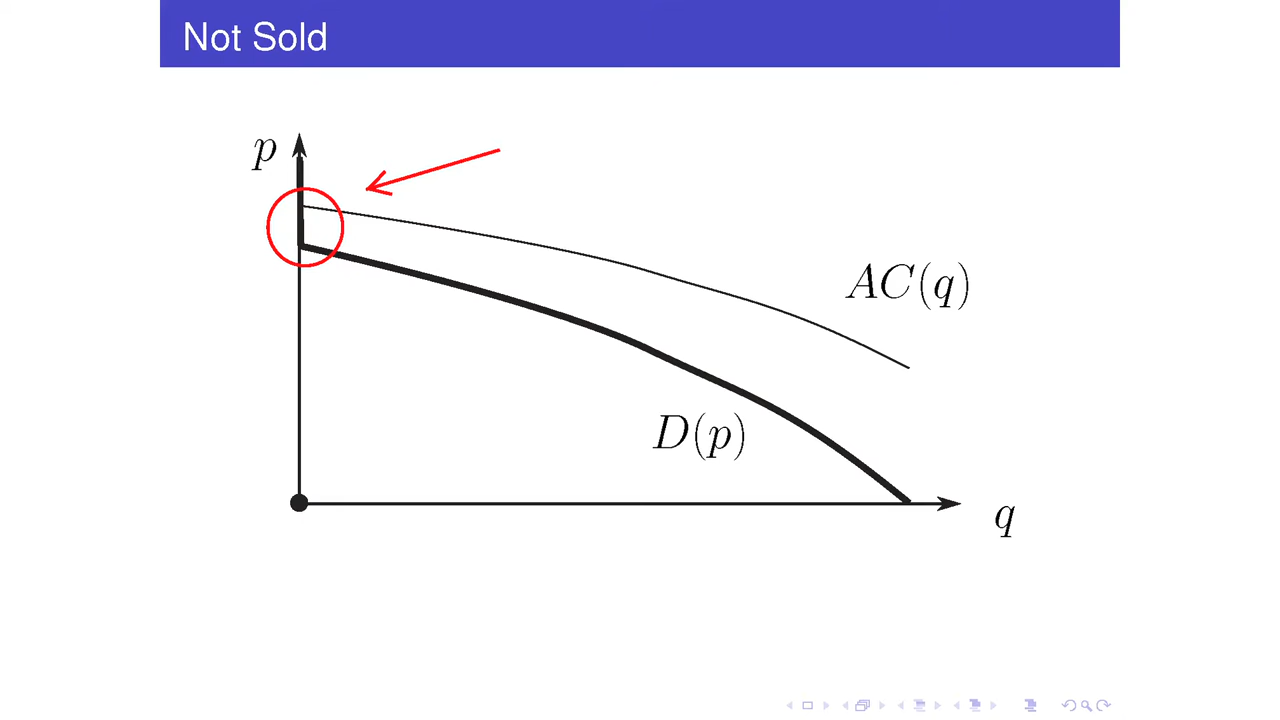 Not Sold
p
AC(q)
D(p)
q